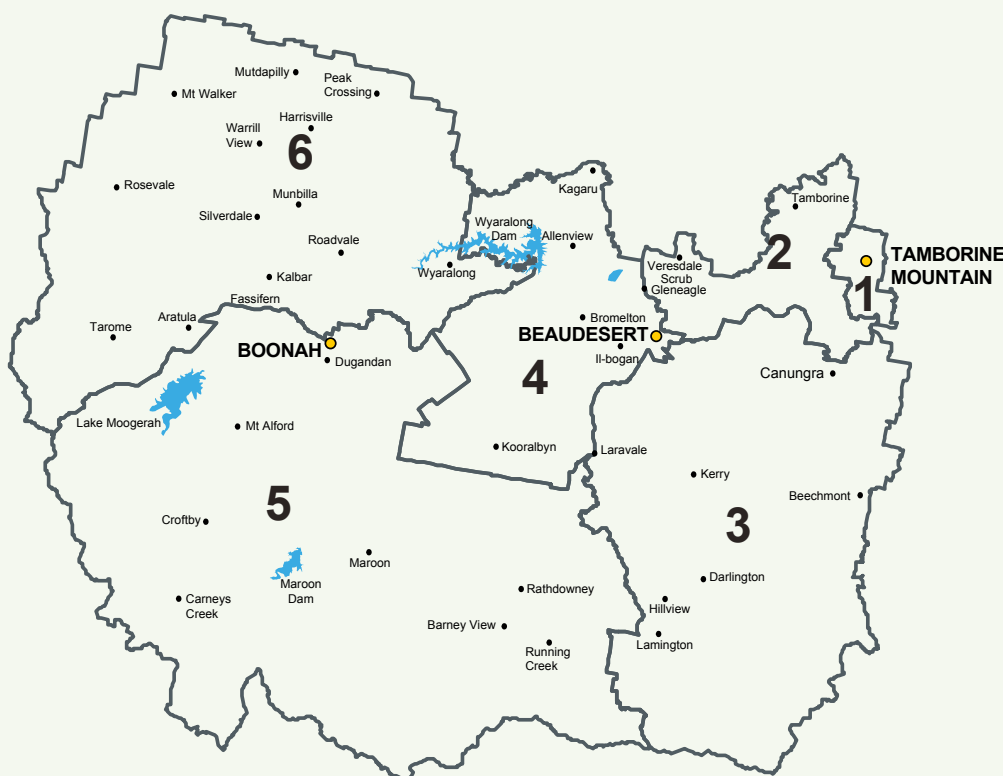 Mutdapilly
Peak
Crossing
Mt Walker
Harrisville
Warrill
View
6
Rosevale
Munbilla
Silverdale
Roadvale
Kalbar
Fassifern
Kagaru
Wyaralong
Dam
Allenview
Wyaralong
Tamborine
2
Veresdale
Scrub
Gleneagle
TAMBORINE
MOUNTAIN
1
Tarome
Aratula
BOONAH
Dugandan
Bromelton
BEAUDESERT
Il-bogan
4
Canungra
Lake Moogerah
Mt Alford
Kooralbyn
Laravale
Kerry
Beechmont
5
3
Croftby
Maroon
Maroon
Dam
Carneys
Creek
Rathdowney
Barney View
Running
Creek
Darlington
Hillview
Lamington